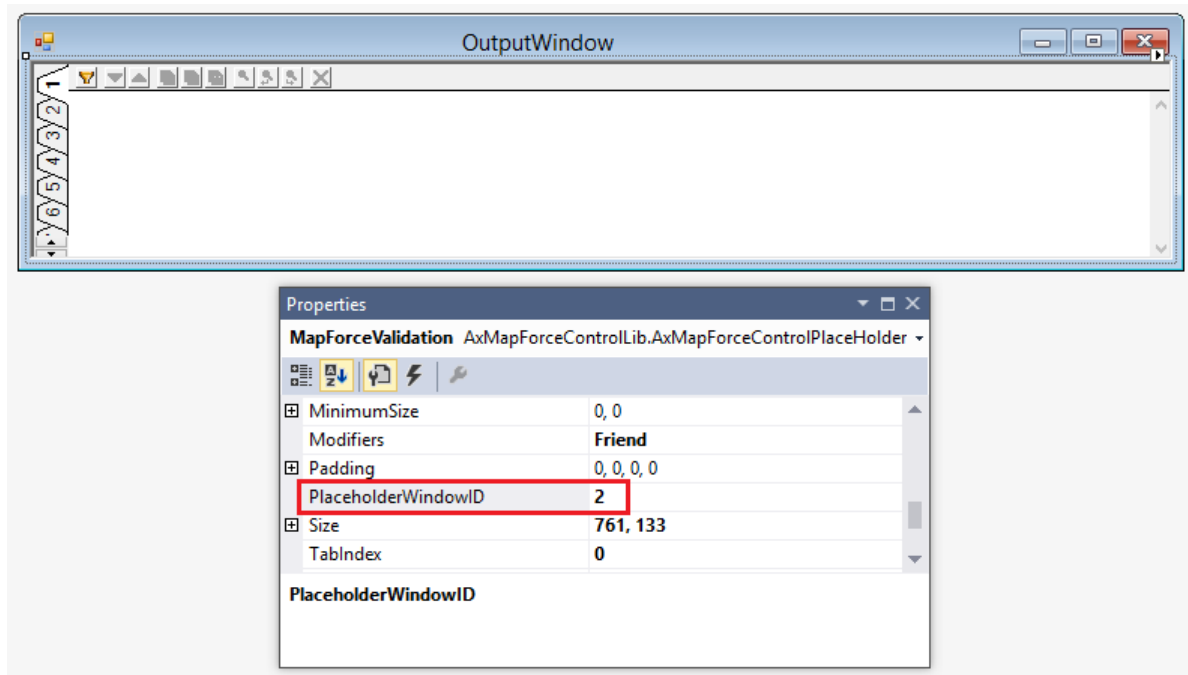 OutputWindow
1
2
3
4
5
6
Properties
MapForceValidation AxMapForceControlLib.AxMapForceControlPlaceHolder
MinimumSize 0, 0
Modifiers Friend
Padding 0, 0, 0, 0
PlaceholderWindowID 2
Size 761, 133
TabIndex 0
PlaceholderWindowID